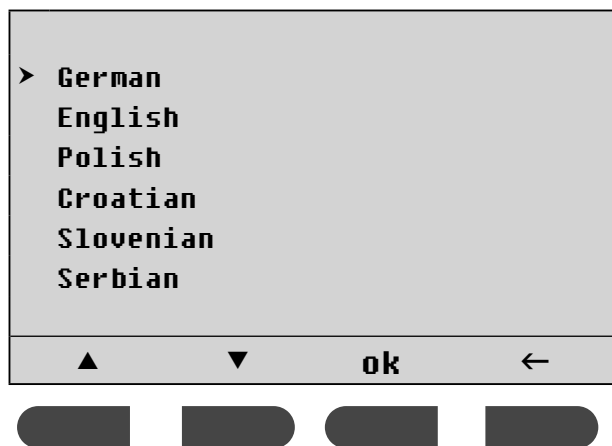 ➤ German
English
Polish
Croatian
Slovenian
Serbian
▲ ▼ ok ←